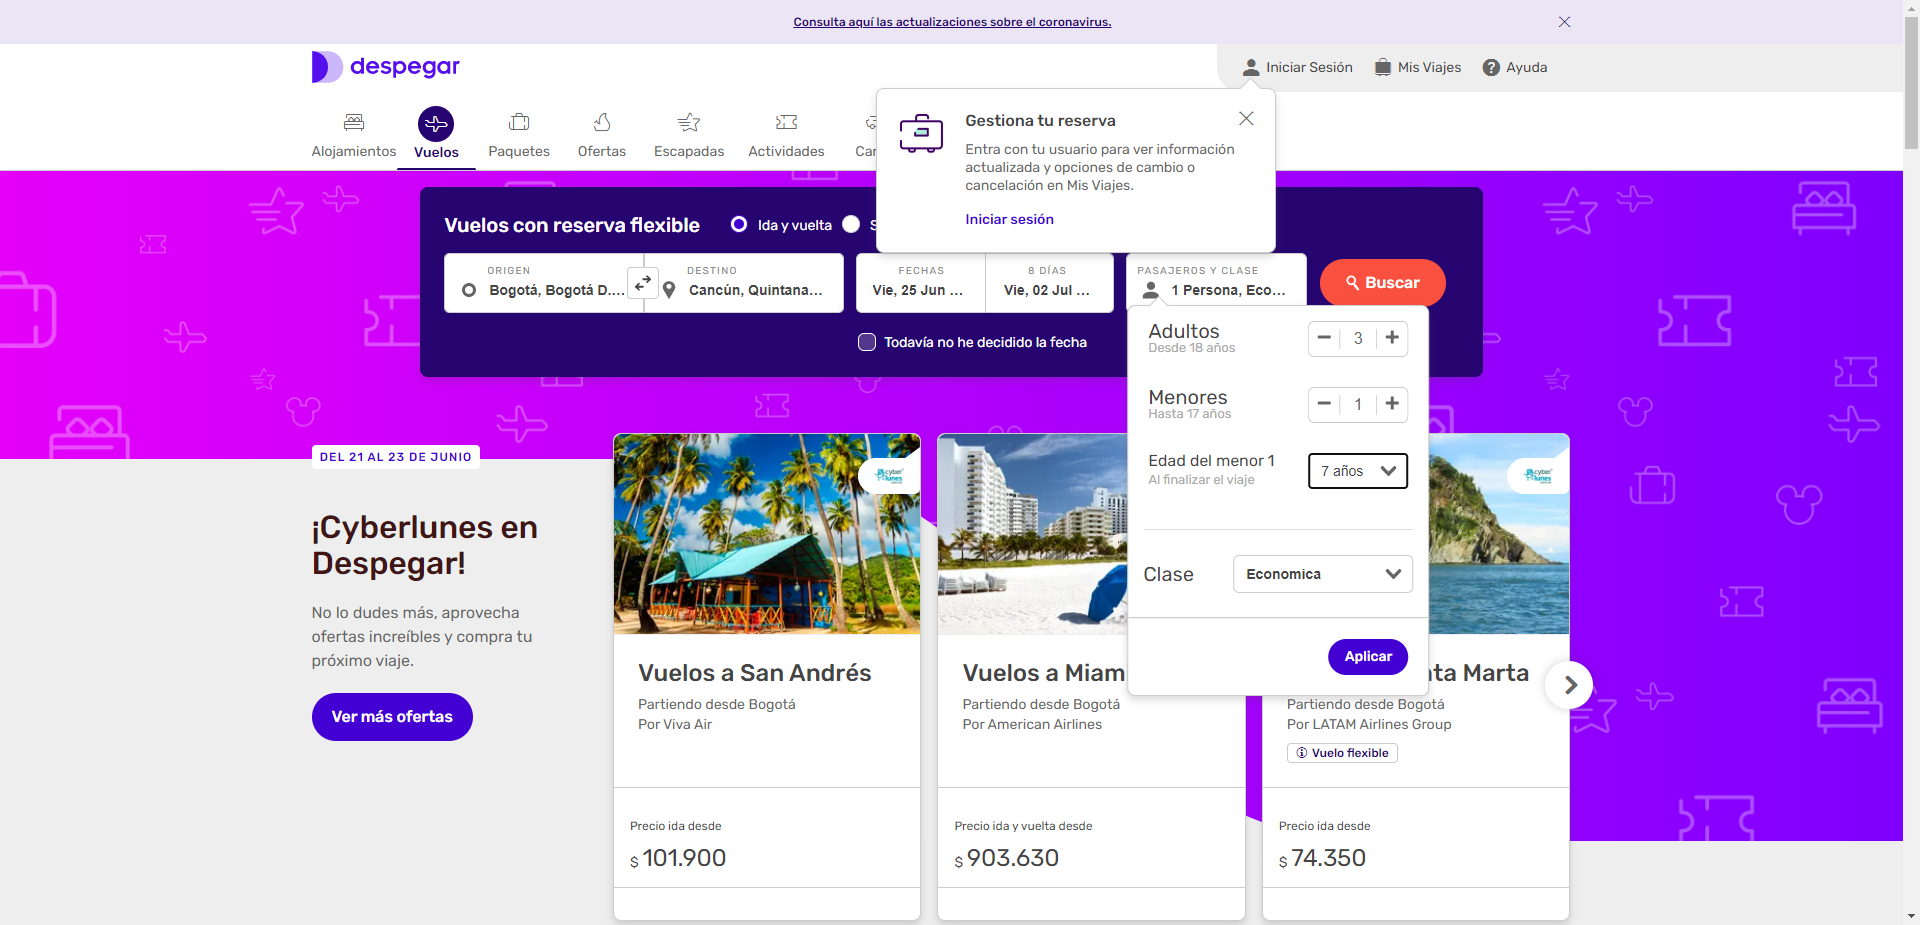 Consulta aquí las actualizaciones sobre el coronavirus.
despegar
Iniciar Sesión
Mis Viajes
Ayuda
Alojamientos
Vuelos
Paquetes
Ofertas
Escapadas
Actividades
Gestiona tu reserva
Entra con tu usuario para ver información
actualizada y opciones de cambio o
cancelación en Mis Viajes.
Iniciar sesión
Vuelos con reserva flexible
Ida y vuelta
ORIGEN
Bogotá, Bogotá D....
DESTINO
Cancún, Quintana...
FECHAS
Vie, 25 Jun ...
8 DÍAS
Vie, 02 Jul ...
PASAJEROS Y CLASE
1 Persona, Eco...
Buscar
Todavía no he decidido la fecha
Adultos
Desde 18 años
3
Menores
Hasta 17 años
1
Edad del menor 1
Al finalizar el viaje
7 años
Clase
Economica
Aplicar
DEL 21 AL 23 DE JUNIO
¡Cyberlunes en
Despegar!
No lo dudes más, aprovecha
ofertas increíbles y compra tu
próximo viaje.
Ver más ofertas
cyber
lunes
Vuelos a San Andrés
Partiendo desde Bogotá
Por Viva Air
Precio ida desde
$ 101.900
Vuelos a Miam
Partiendo desde Bogotá
Por American Airlines
Precio ida y vuelta desde
$ 903.630
cyber
lunes
ta Marta
Partiendo desde Bogotá
Por LATAM Airlines Group
Vuelo flexible
Precio ida desde
$ 74.350